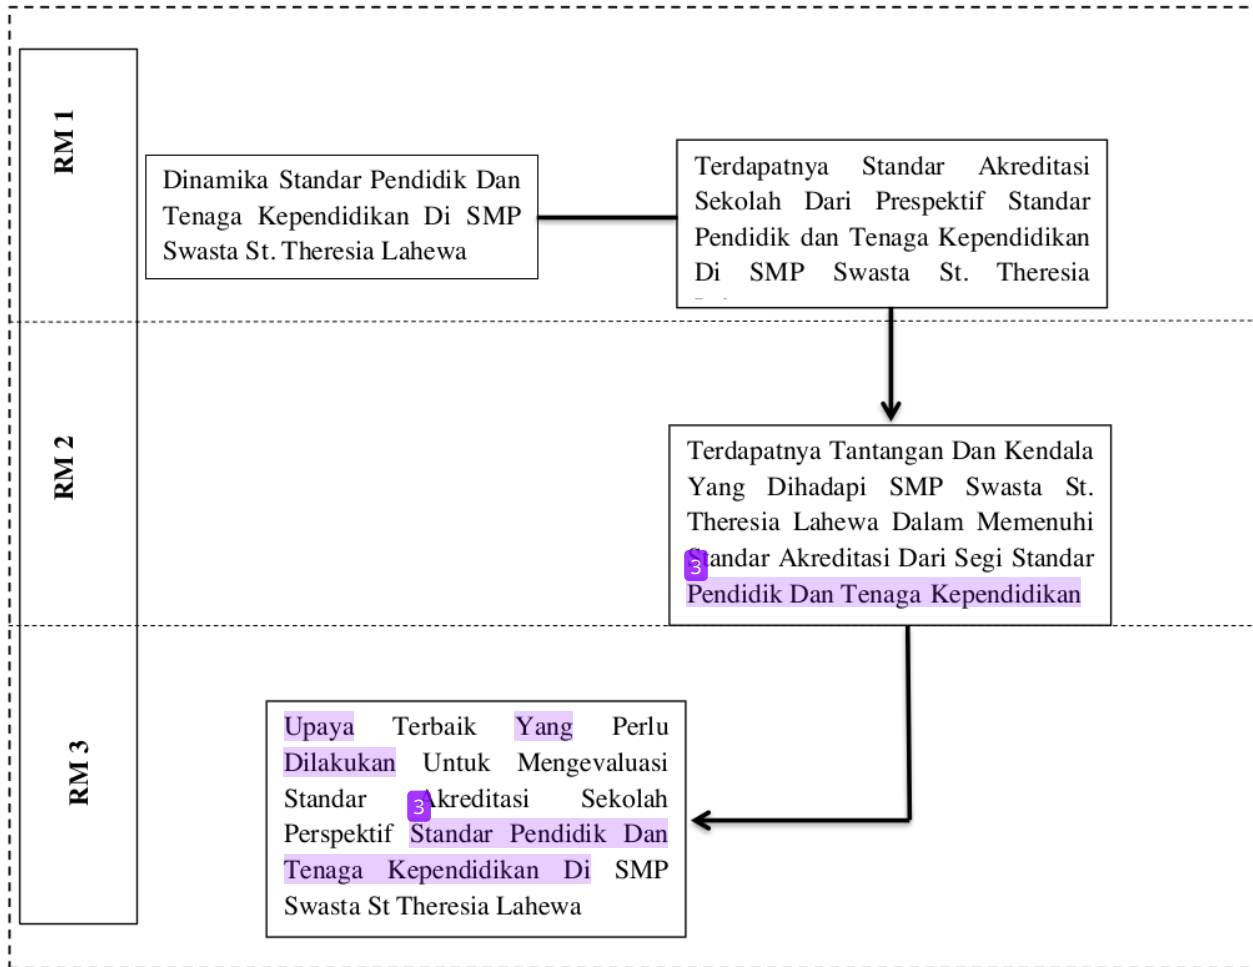 RM 1
Dinamika Standar Pendidik Dan
Tenaga Kependidikan Di SMP
Swasta St. Theresia Lahewa
Terdapatnya Standar Akreditasi
Sekolah Dari Prespektif Standar
Pendidik dan Tenaga Kependidikan
Di SMP Swasta St. Theresia
RM 2
Terdapatnya Tantangan Dan Kendala
Yang Dihadapi SMP Swasta St.
Theresia Lahewa Dalam Memenuhi
Standar Akreditasi Dari Segi Standar
3
Pendidik Dan Tenaga Kependidikan
RM 3
Upaya Terbaik Yang Perlu
Dilakukan Untuk Mengevaluasi
Standar Akreditasi Sekolah
3
Perspektif Standar Pendidik Dan
Tenaga Kependidikan Di SMP
Swasta St Theresia Lahewa